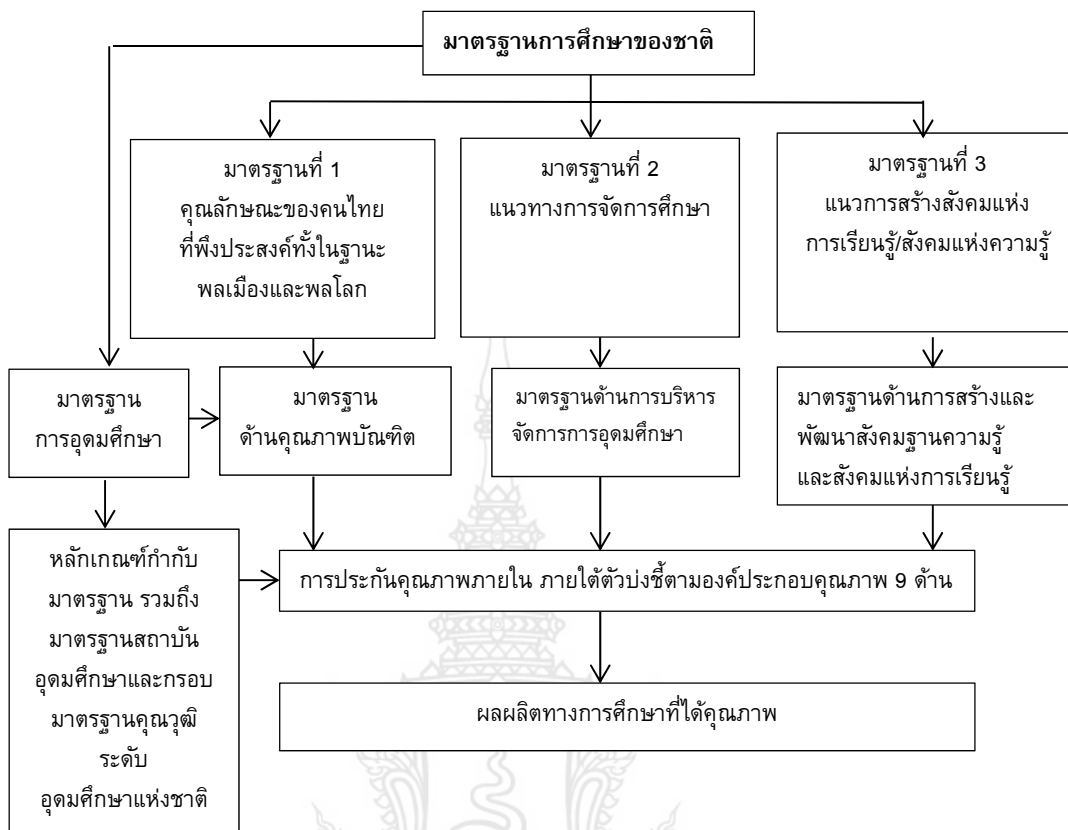 มาตรฐานการศึกษาของชาติ
มาตรฐานที่ 1
คุณลักษณะของคนไทย
ที่พึงประสงค์ทั้งในฐานะ
พลเมืองและพลโลก
มาตรฐานที่ 2
แนวทางการจัดการศึกษา
มาตรฐานที่ 3
แนวการสร้างสังคมแห่ง
การเรียนรู้/สังคมแห่งความรู้
มาตรฐาน
การอุดมศึกษา
มาตรฐาน
ด้านคุณภาพบัณฑิต
มาตรฐานด้านการบริหาร
จัดการการอุดมศึกษา
มาตรฐานด้านการสร้างและ
พัฒนาสังคมฐานความรู้
และสังคมแห่งการเรียนรู้
หลักเกณฑ์กำกับ
มาตรฐาน รวมถึง
มาตรฐานสถาบัน
อุดมศึกษาและกรอบ
มาตรฐานคุณวุฒิ
ระดับ
อุดมศึกษาแห่งชาติ
การประกันคุณภาพภายใน ภายใต้ตัวบ่งชี้ตามองค์ประกอบคุณภาพ 9 ด้าน
ผลผลิตทางการศึกษาที่ได้คุณภาพ